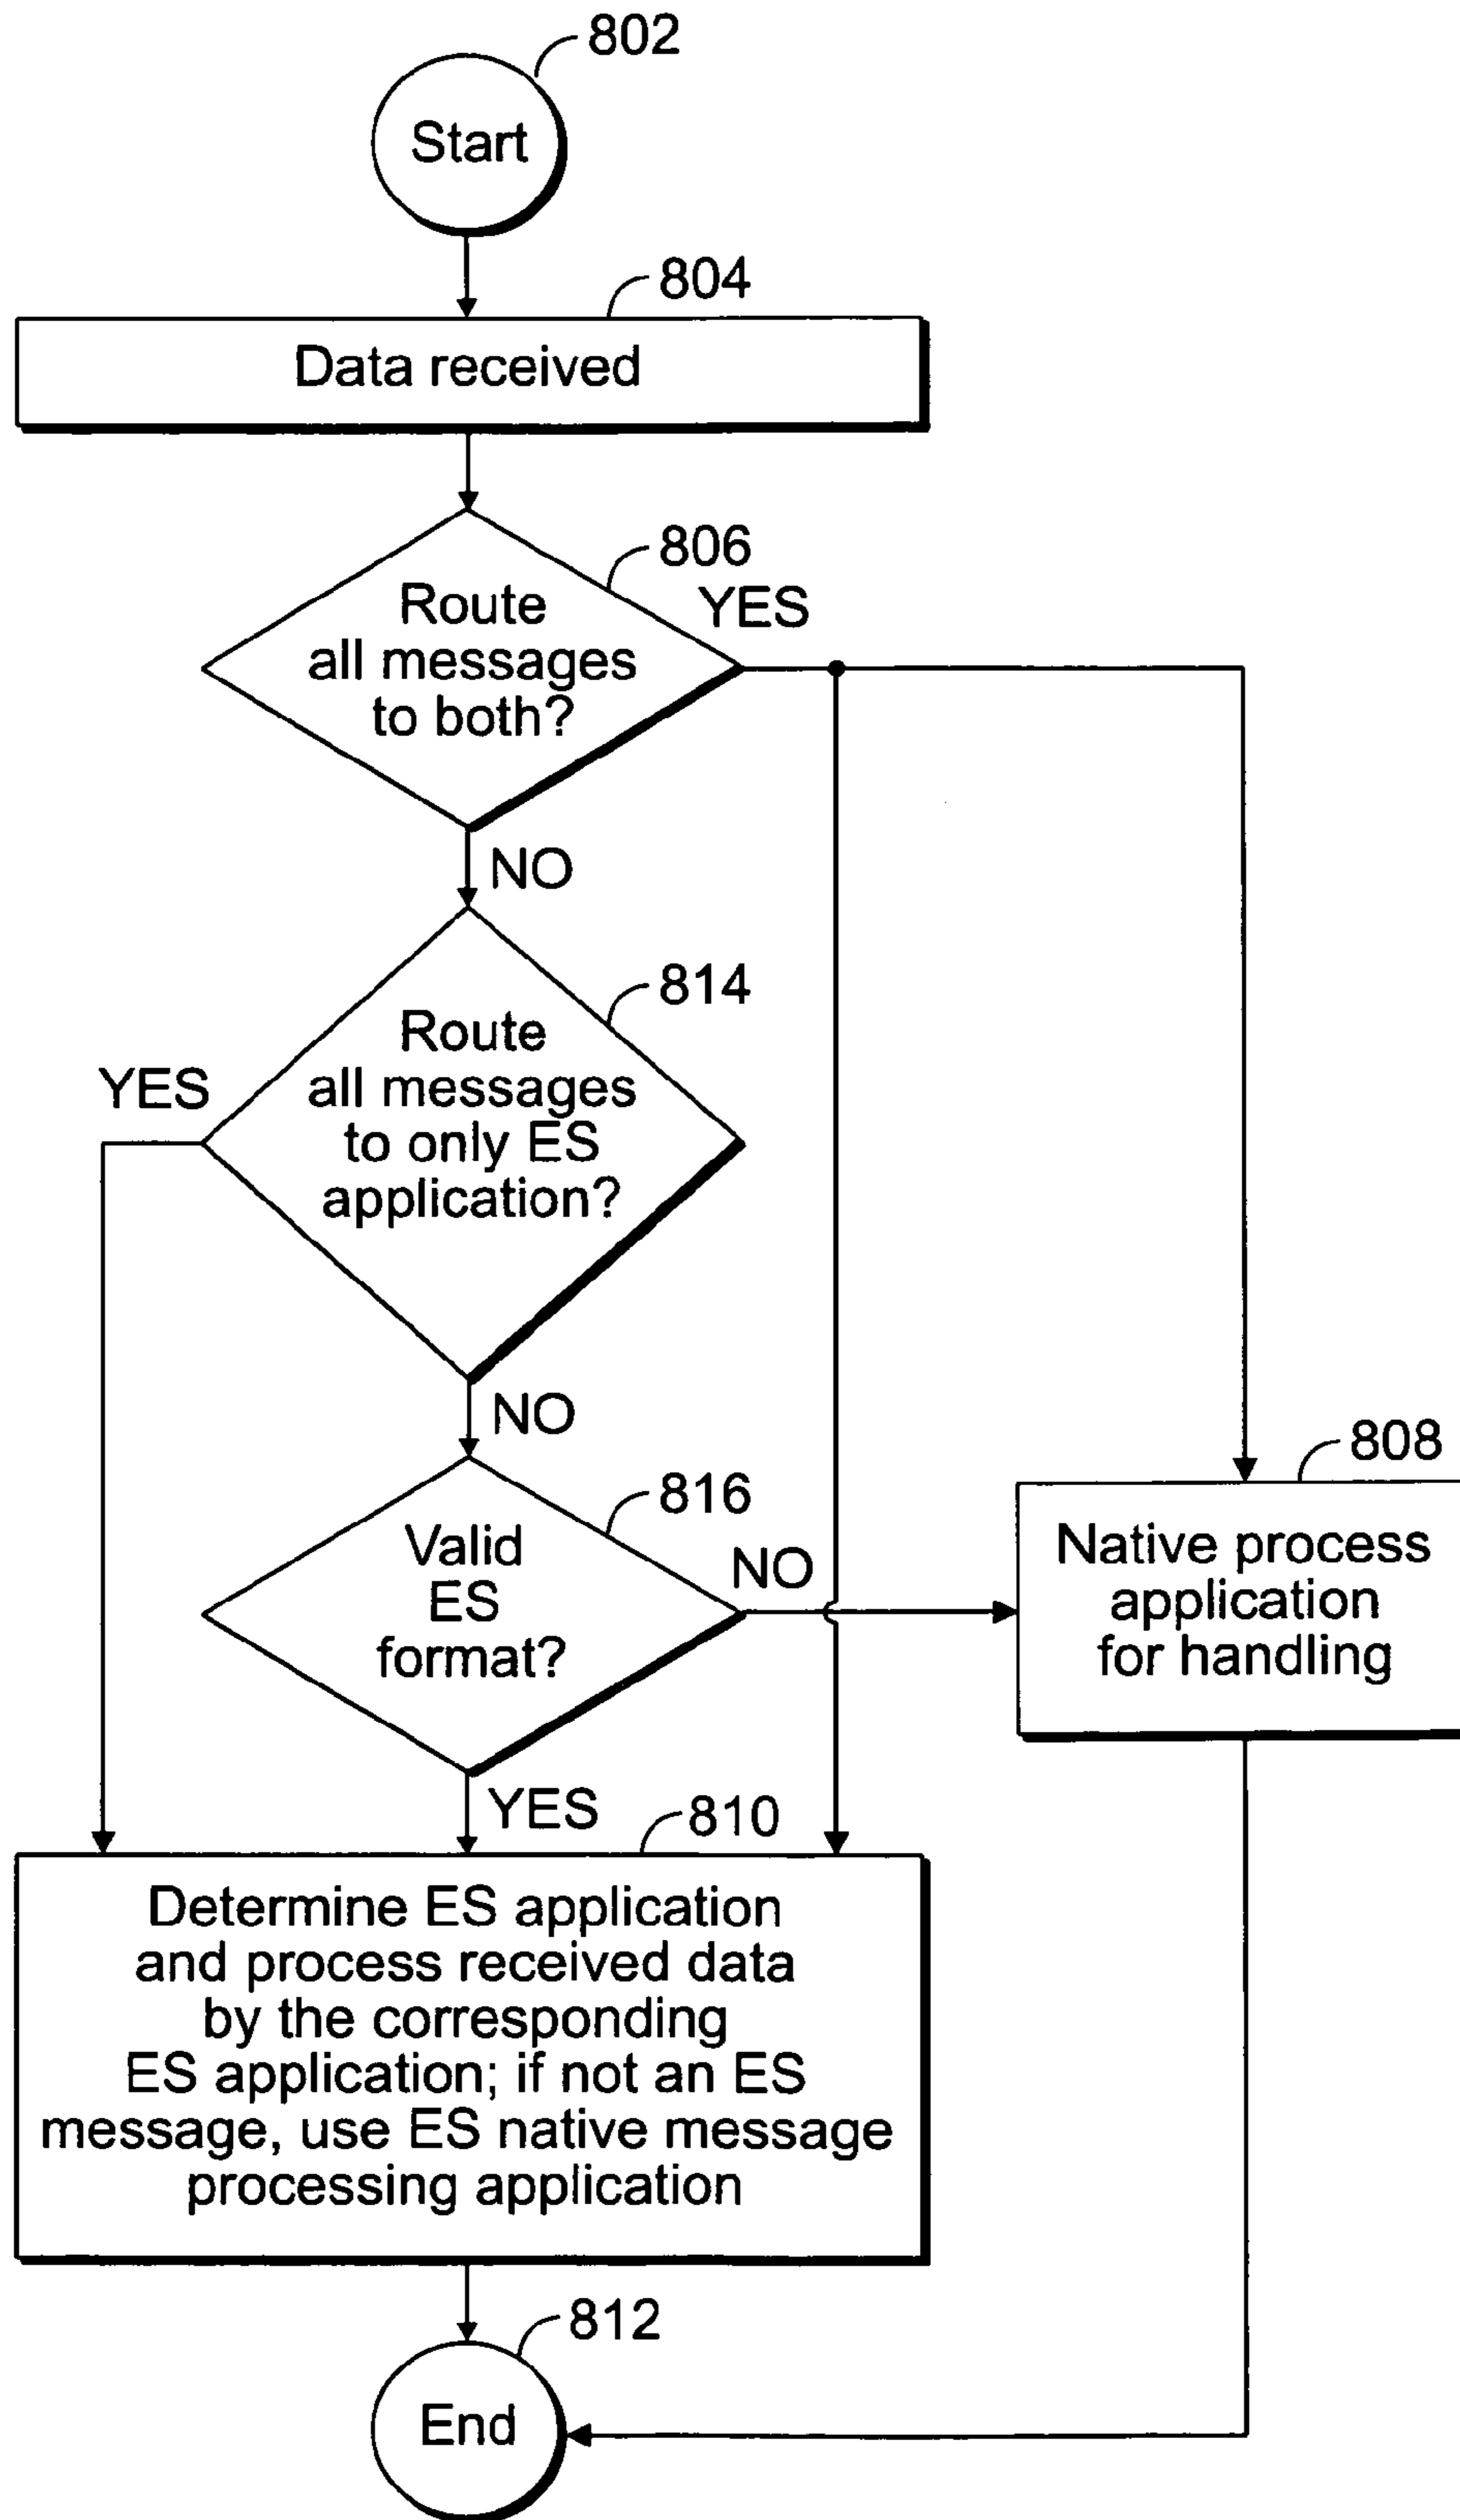 802
Start
804
Data received
806
YES
Route
all messages
to both?
NO
814
Route
all messages
to only ES
application?
YES
NO
816
Valid
ES
format?
NO
808
Native process
application
for handling
YES
810
Determine ES application
and process received data
by the corresponding
ES application; if not an ES
message, use ES native message
processing application
812
End